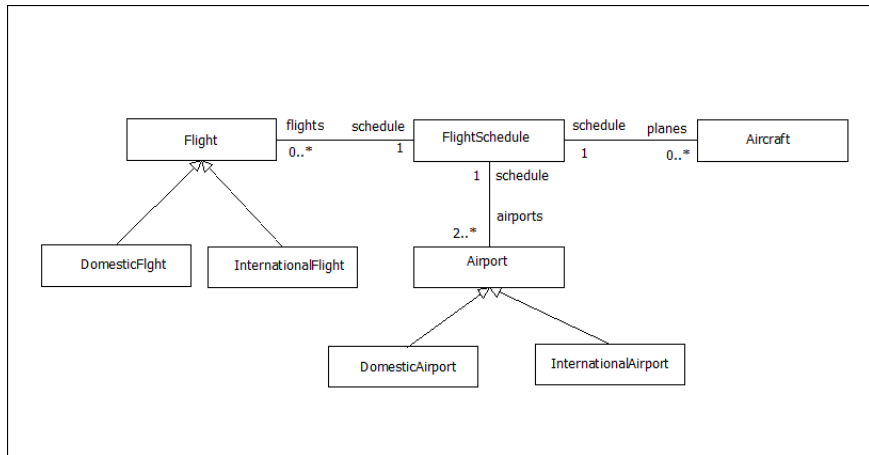 flights
schedule
Flight
0..*
1
FlightSchedule
schedule
planes
1
0..*
Aircraft
1
schedule
airports
2..*
DomesticFlght
InternationalFlight
Airport
DomesticAirport
InternationalAirport